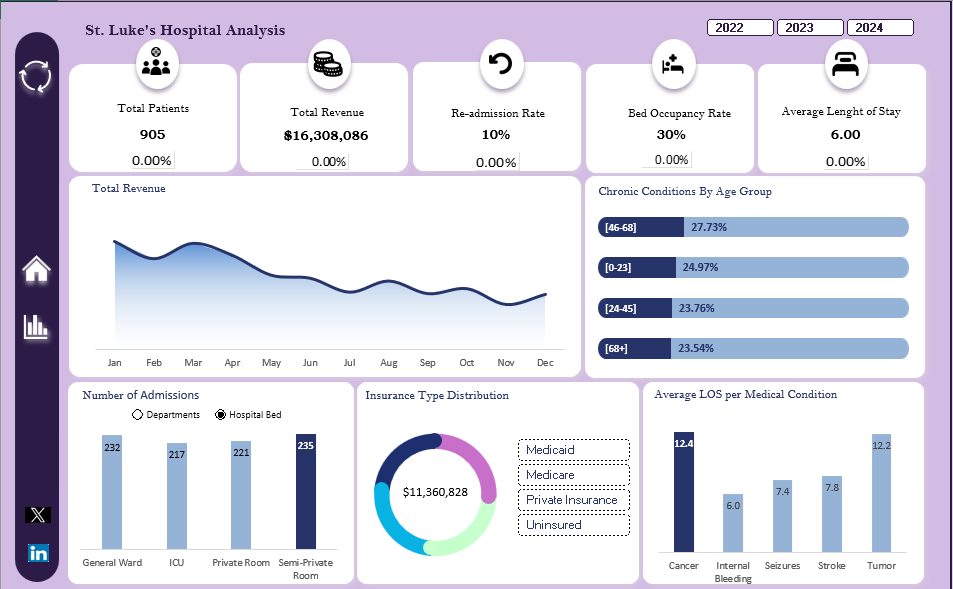 St. Luke's Hospital Analysis
2022 2023 2024
Total Patients
905
0.00%
Total Revenue
$16,308,086
0.00%
Re-admission Rate
10%
0.00%
Bed Occupancy Rate
30%
0.00%
Average Lenght of Stay
6.00
0.00%
Total Revenue
Jan Feb Mar Apr May Jun Jul Aug Sep Oct Nov Dec
Chronic Conditions By Age Group
[46-68] 27.73%
[0-23] 24.97%
[24-45] 23.76%
[68+] 23.54%
Number of Admissions
Departments Hospital Bed
232 217 221 235
General Ward ICU Private Room Semi-Private
Room
Insurance Type Distribution
$11,360,828
Medicaid
Medicare
Private Insurance
Uninsured
Average LOS per Medical Condition
12.4 6.0 7.4 7.8 12.2
Cancer Internal Seizures Stroke Tumor
Bleeding
X
in